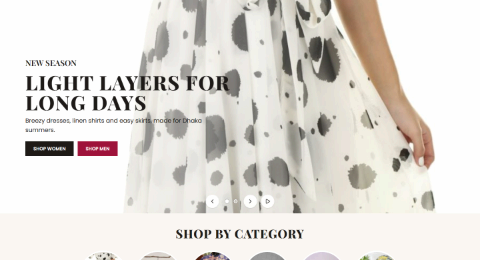 NEW SEASON
LIGHT LAYERS FOR
LONG DAYS
Breezy dresses, linen shirts and easy skirts, made for Dhaka
summers.
SHOP WOMEN SHOP MEN
SHOP BY CATEGORY